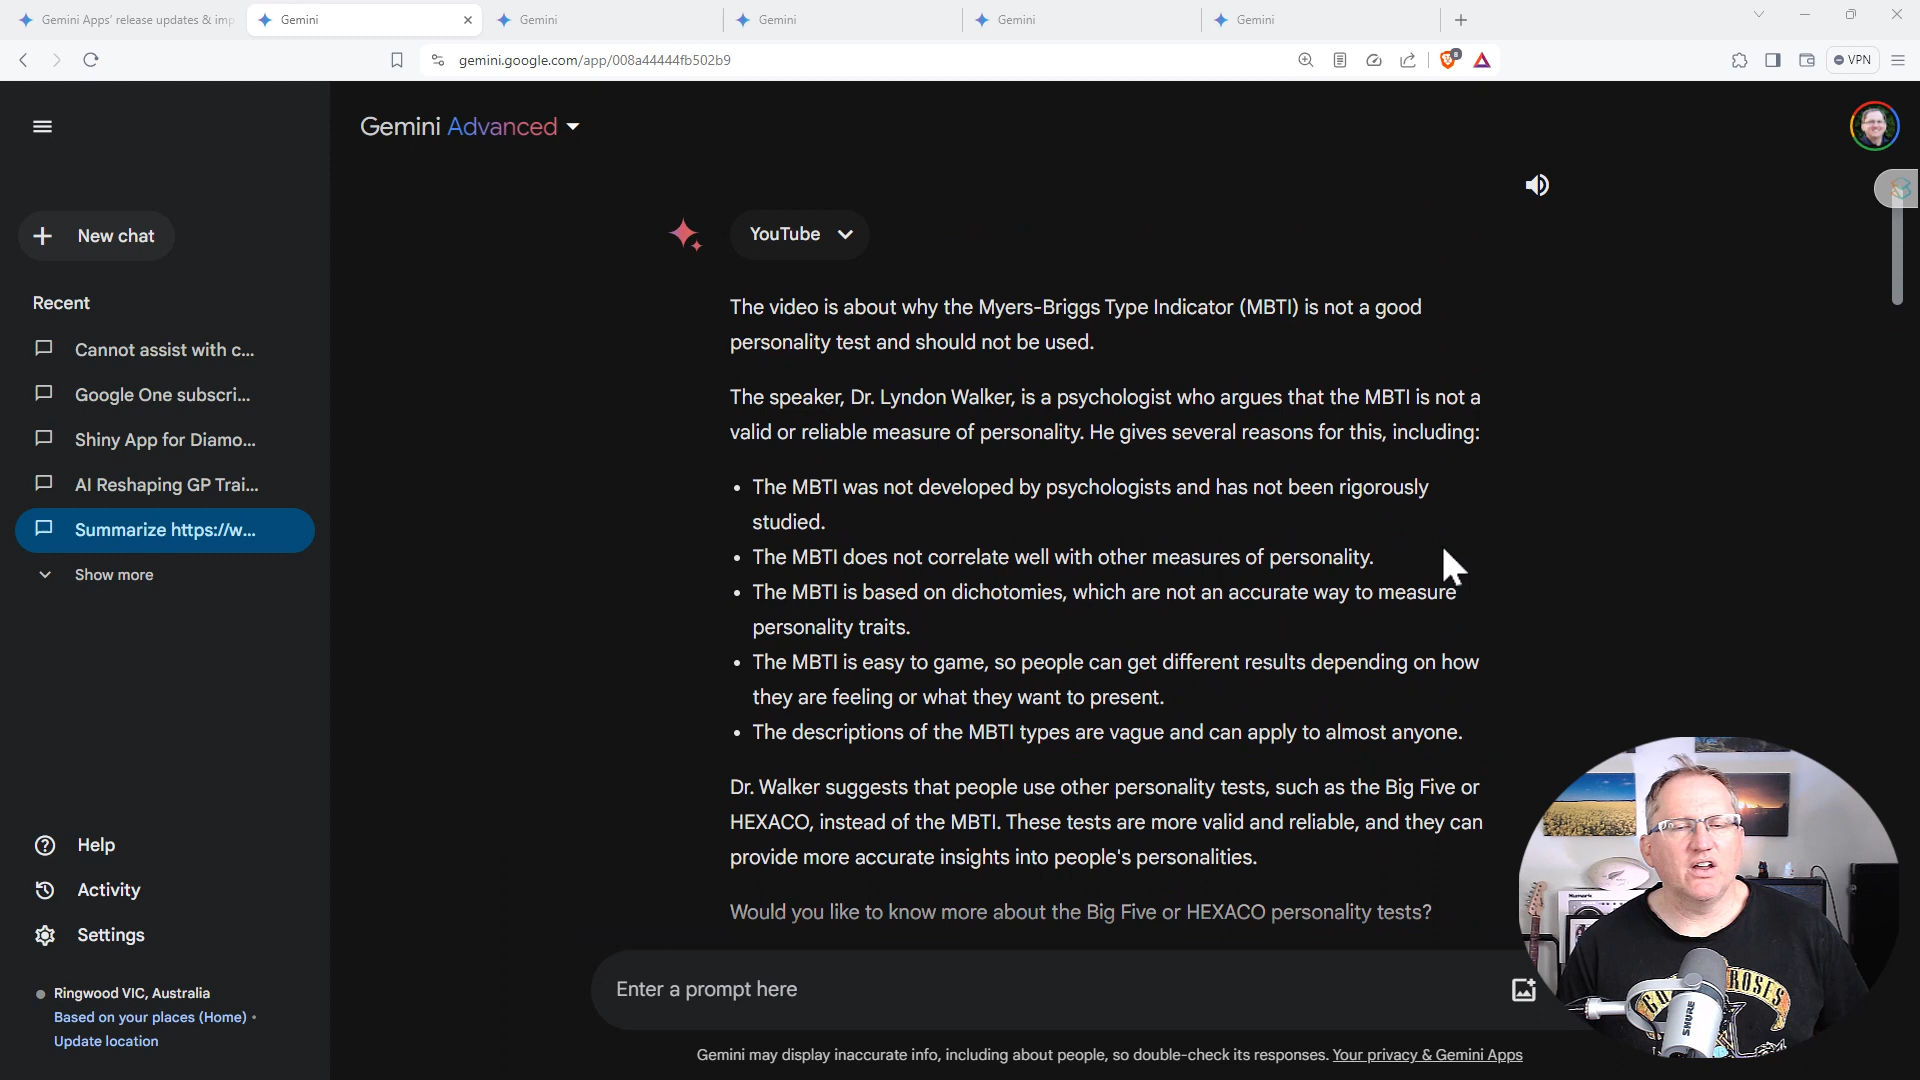 Gemini Apps' release updates & imp
Gemini
Gemini
Gemini
Gemini
Gemini
gemini.google.com/app/008a44444fb502b9
8
VPN
Gemini Advanced
New chat
Recent
Cannot assist with c...
Google One subscri...
Shiny App for Diamo...
AI Reshaping GP Trai...
Summarize https://w...
Show more
YouTube
The video is about why the Myers-Briggs Type Indicator (MBTI) is not a good
personality test and should not be used.
The speaker, Dr. Lyndon Walker, is a psychologist who argues that the MBTI is not a
valid or reliable measure of personality. He gives several reasons for this, including:
• The MBTI was not developed by psychologists and has not been rigorously
studied.
• The MBTI does not correlate well with other measures of personality.
• The MBTI is based on dichotomies, which are not an accurate way to measure
personality traits.
• The MBTI is easy to game, so people can get different results depending on how
they are feeling or what they want to present.
• The descriptions of the MBTI types are vague and can apply to almost anyone.
Dr. Walker suggests that people use other personality tests, such as the Big Five or
HEXACO, instead of the MBTI. These tests are more valid and reliable, and they can
provide more accurate insights into people's personalities.
Would you like to know more about the Big Five or HEXACO personality tests?
Help
Activity
Settings
Ringwood VIC, Australia
Based on your places (Home) •
Update location
Enter a prompt here
Gemini may display inaccurate info, including about people, so double-check its responses. Your privacy & Gemini Apps
Numark
ROSES
SHURE